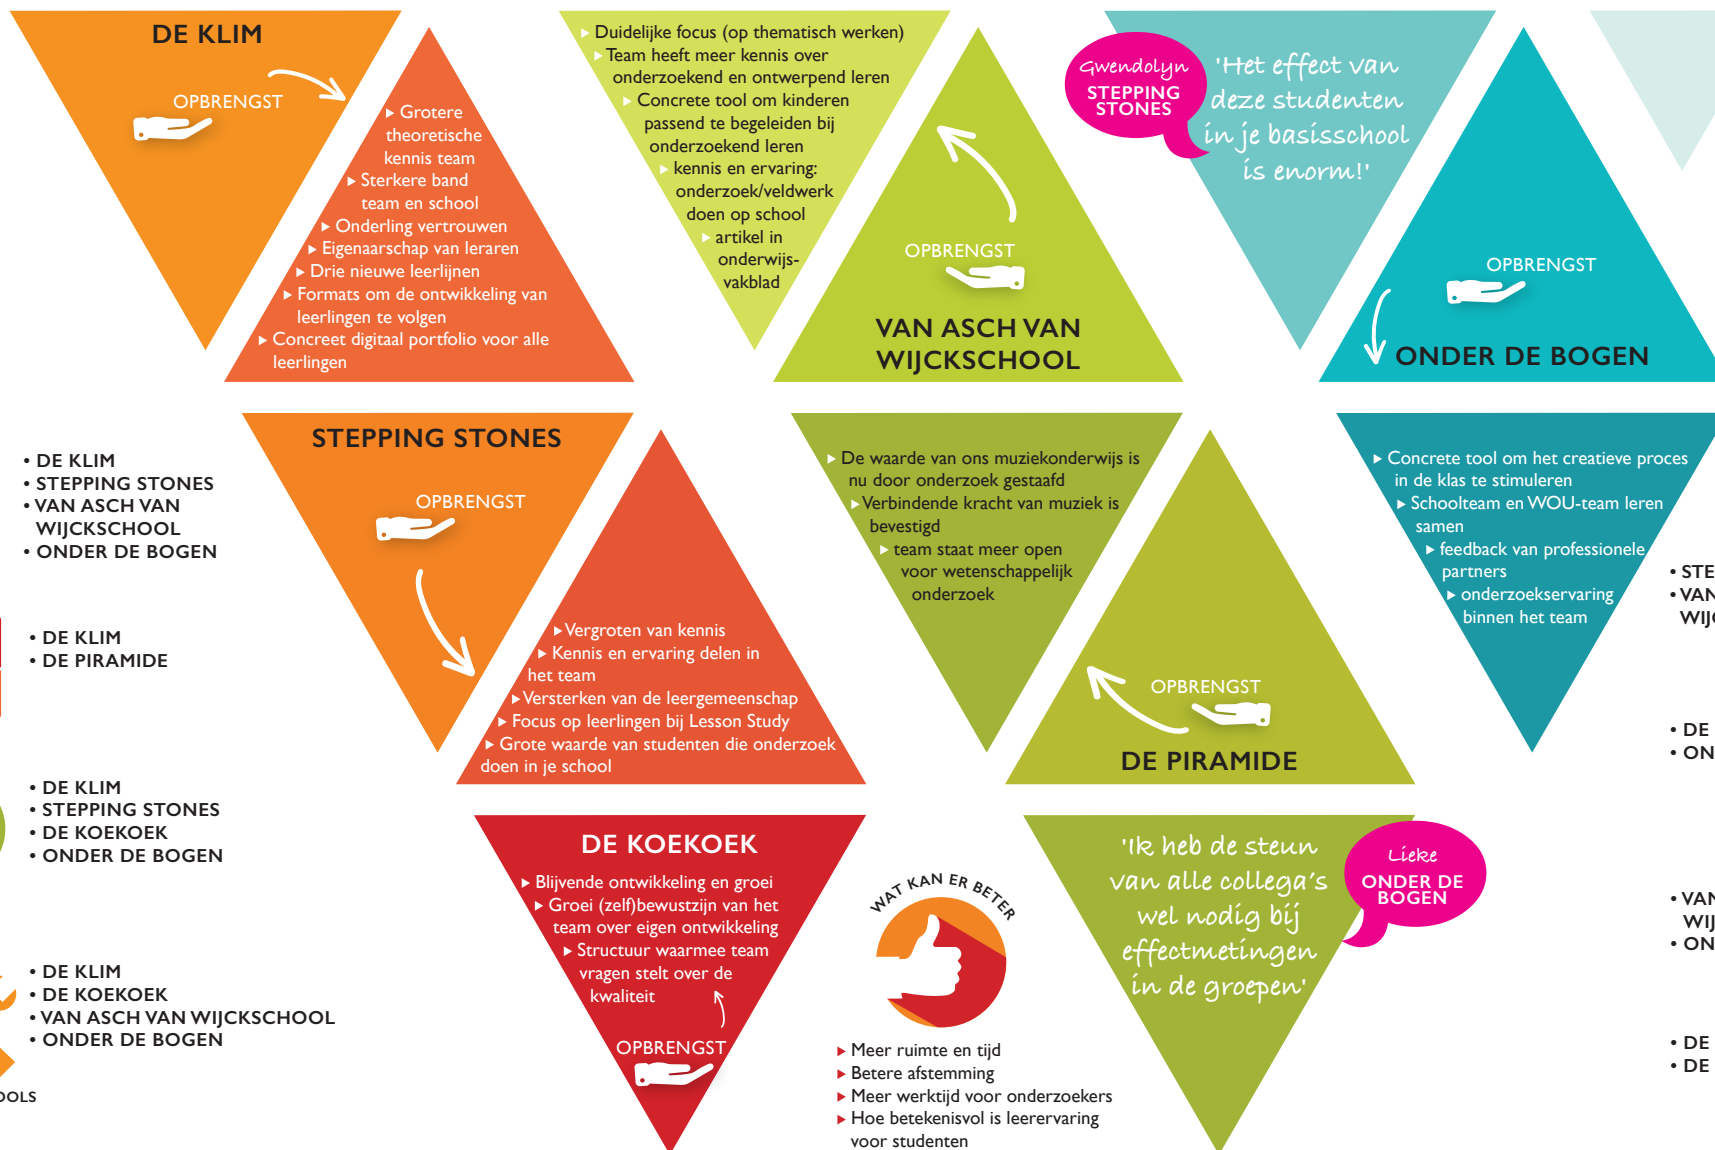 DE KLIM
OPBRENGST
▸ Grotere
theoretische
kennis team
▸ Sterkere band
team en school
▸ Onderling vertrouwen
▸ Eigenaarschap van leraren
▸ Drie nieuwe leerlijnen
▸ Formats om de ontwikkeling van
leerlingen te volgen
▸ Concreet digitaal portfolio voor alle
leerlingen
▸ Duidelijke focus (op thematisch werken)
▸ Team heeft meer kennis over
onderzoekend en ontwerpend leren
▸ Concrete tool om kinderen
passend te begeleiden bij
onderzoekend leren
▸ kennis en ervaring:
onderzoek/veldwerk
doen op school
▸ artikel in
onderwijs-
vakblad
OPBRENGST
VAN ASCH VAN
WIJCKSCHOOL
Gwendolyn
STEPPING
STONES
'Het effect van
deze studenten
in je basisschool
is enorm!'
OPBRENGST
ONDER DE BOGEN
• DE KLIM
• STEPPING STONES
• VAN ASCH VAN
WIJCKSCHOOL
• ONDER DE BOGEN
• DE KLIM
• DE PIRAMIDE
• DE KLIM
• STEPPING STONES
• DE KOEKOEK
• ONDER DE BOGEN
• DE KLIM
• DE KOEKOEK
• VAN ASCH VAN WIJCKSCHOOL
• ONDER DE BOGEN
OOLS
STEPPING STONES
OPBRENGST
▸ Vergroten van kennis
▸ Kennis en ervaring delen in
het team
▸ Versterken van de leergemeenschap
▸ Focus op leerlingen bij Lesson Study
▸ Grote waarde van studenten die onderzoek
doen in je school
▸ De waarde van ons muziekonderwijs is
nu door onderzoek gestaafd
▸ Verbindende kracht van muziek is
bevestigd
▸ team staat meer open
voor wetenschappelijk
onderzoek
OPBRENGST
DE PIRAMIDE
▸ Concrete tool om het creatieve proces
in de klas te stimuleren
▸ Schoolteam en WOU-team leren
samen
▸ feedback van professionele
partners
▸ onderzoekservaring
binnen het team
DE KOEKOEK
▸ Blijvende ontwikkeling en groei
▸ Groei (zelf)bewustzijn van het
team over eigen ontwikkeling
▸ Structuur waarmee team
vragen stelt over de
kwaliteit
OPBRENGST
WAT KAN ER BETER
▸ Meer ruimte en tijd
▸ Betere afstemming
▸ Meer werktijd voor onderzoekers
▸ Hoe betekenisvol is leerervaring
voor studenten
'Ik heb de steun
van alle collega's
wel nodig bij
effectmetingen
in de groepen'
Lieke
ONDER DE
BOGEN
• STE
• VAN
WIJC
• DE
• ON
• VAN
WIJ
• ON
• DE
• DE